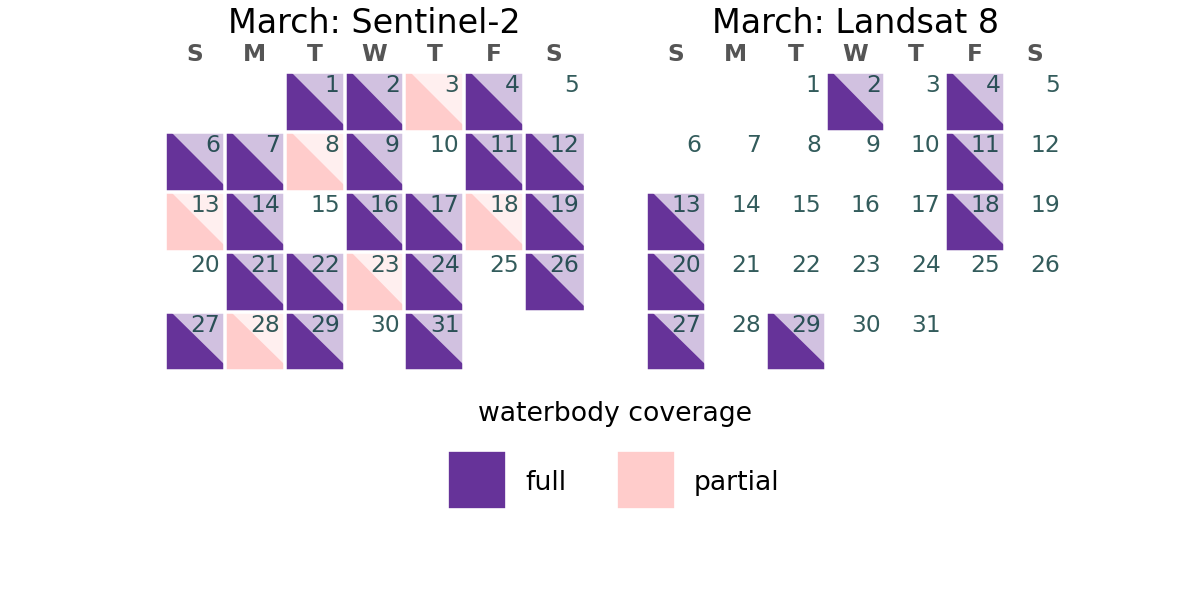 March: Sentinel-2
S M T W T F S
1 2 3 4 5
6 7 8 9 10 11 12
13 14 15 16 17 18 19
20 21 22 23 24 25 26
27 28 29 30 31
March: Landsat 8
S M T W T F S
1 2 3 4 5
6 7 8 9 10 11 12
13 14 15 16 17 18 19
20 21 22 23 24 25 26
27 28 29 30 31
waterbody coverage
full partial